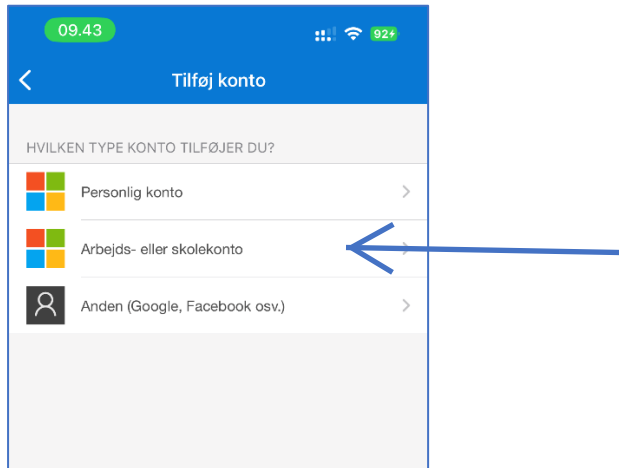 09.43
92
Tilføj konto
HVILKEN TYPE KONTO TILFØJER DU?
Personlig konto
Arbejds- eller skolekonto
Anden (Google, Facebook osv.)